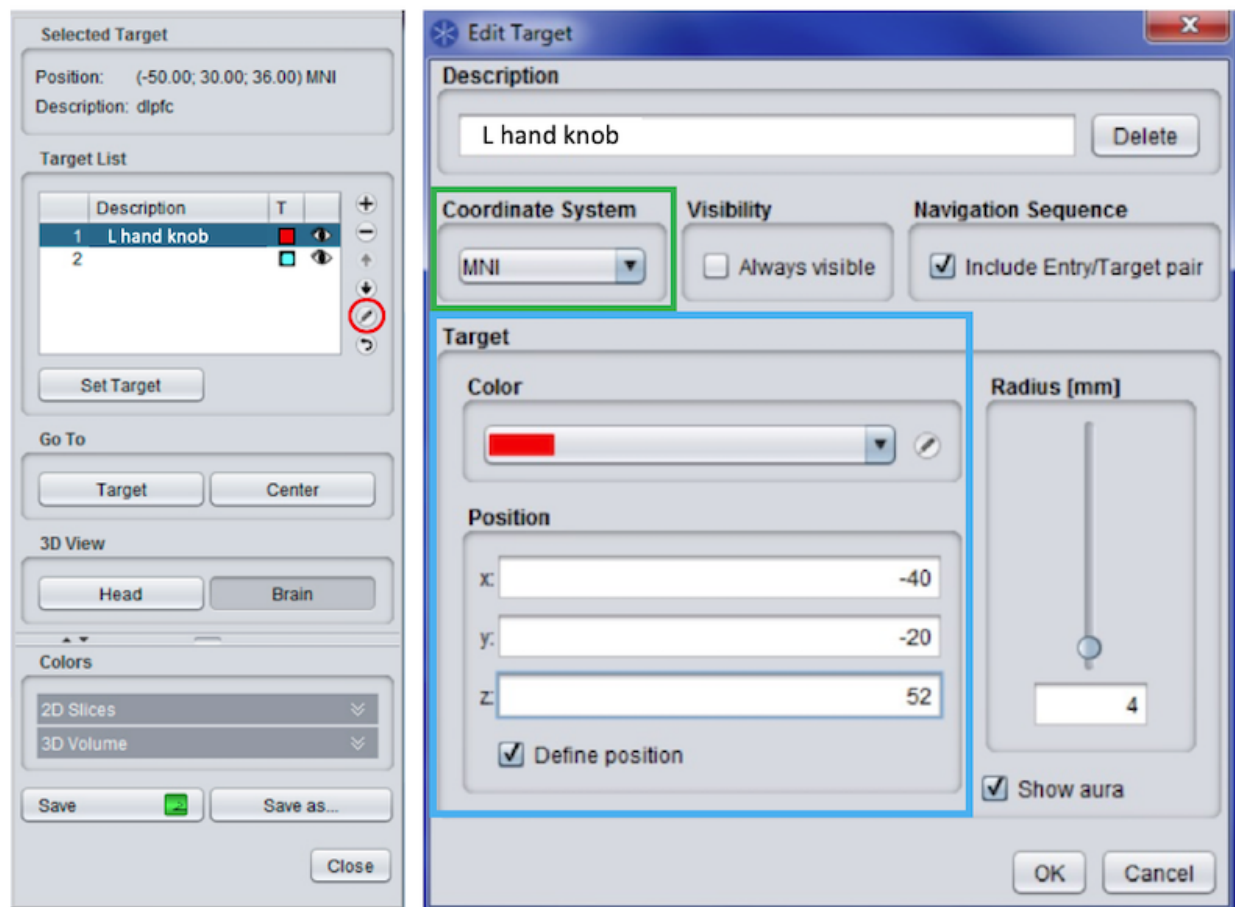 Selected Target
Position: (-50.00; 30.00; 36.00) MNI
Description: dlpfc
Target List
Description T
1 L hand knob
2
Set Target
Go To
Target Center
3D View
Head Brain
Colors
2D Slices
3D Volume
Save Save as...
Close
Edit Target
Description
L hand knob Delete
Coordinate System Visibility Navigation Sequence
MNI Always visible Include Entry/Target pair
Target
Color Radius [mm]
Position
x: -40
y: -20
z: 52
4
Define position
Show aura
OK Cancel